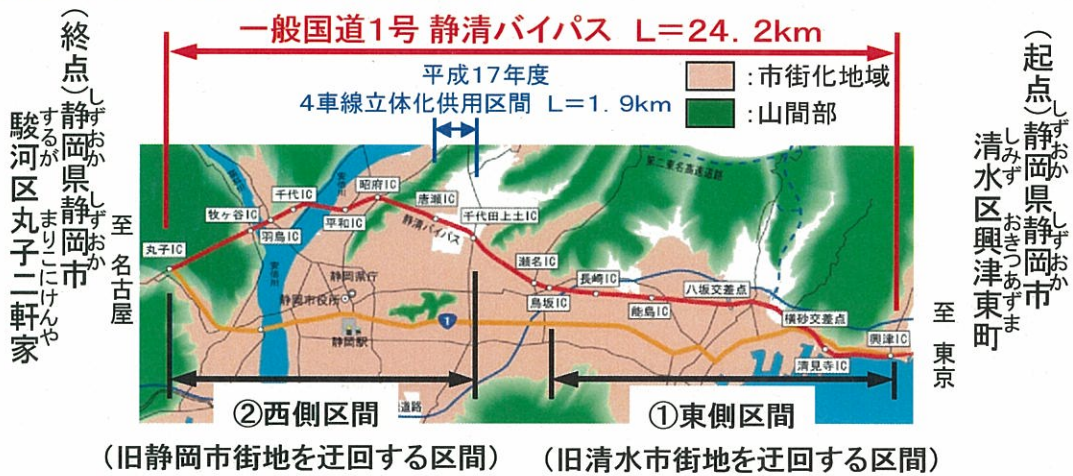 一般国道1号 静清バイパス L=24.2km
平成17年度
4車線立体化供用区間 L=1.9km
:市街化地域
:山間部
(起点)静岡県静岡市
しずおか しずおか
清水区興津東町
しみず おきつあずま
(終点)静岡県静岡市
しずおか しずおか
駿河区丸子二軒家
するが まりこにけんや
至 名古屋
至 東京
第二東名高速道路
丸子IC
牧ヶ谷IC
羽鳥IC
千代IC
安倍川
平和IC
昭府IC
唐瀬IC
静清バイパス
千代田上土IC
瀬名IC
鳥坂IC
長崎IC
能島IC
八坂交差点
横砂交差点
清見寺IC
興津IC
安倍川
静岡県庁
静岡市役所
静岡駅
1
道路
②西側区間
①東側区間
(旧静岡市街地を迂回する区間)
(旧清水市街地を迂回する区間)